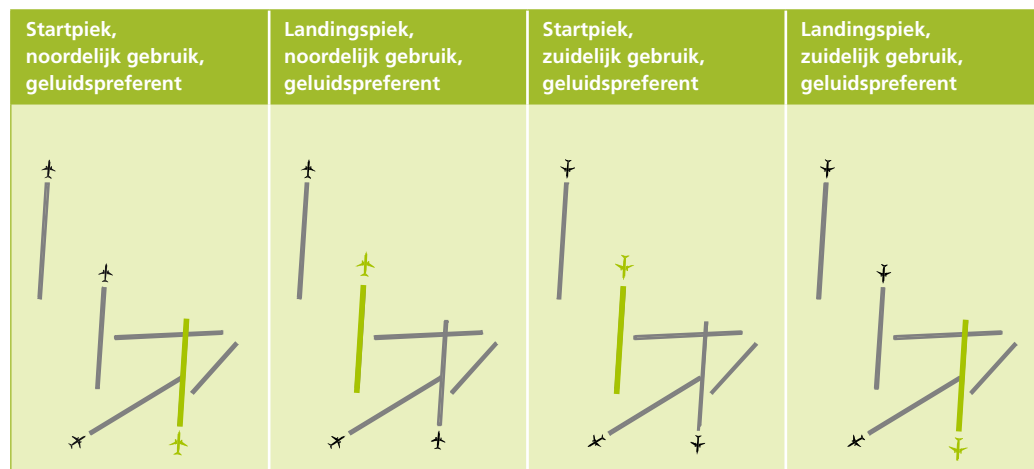 Startpiek,
noordelijk gebruik,
geluidspreferent
Landingspiek,
noordelijk gebruik,
geluidspreferent
Startpiek,
zuidelijk gebruik,
geluidspreferent
Landingspiek,
zuidelijk gebruik,
geluidspreferent